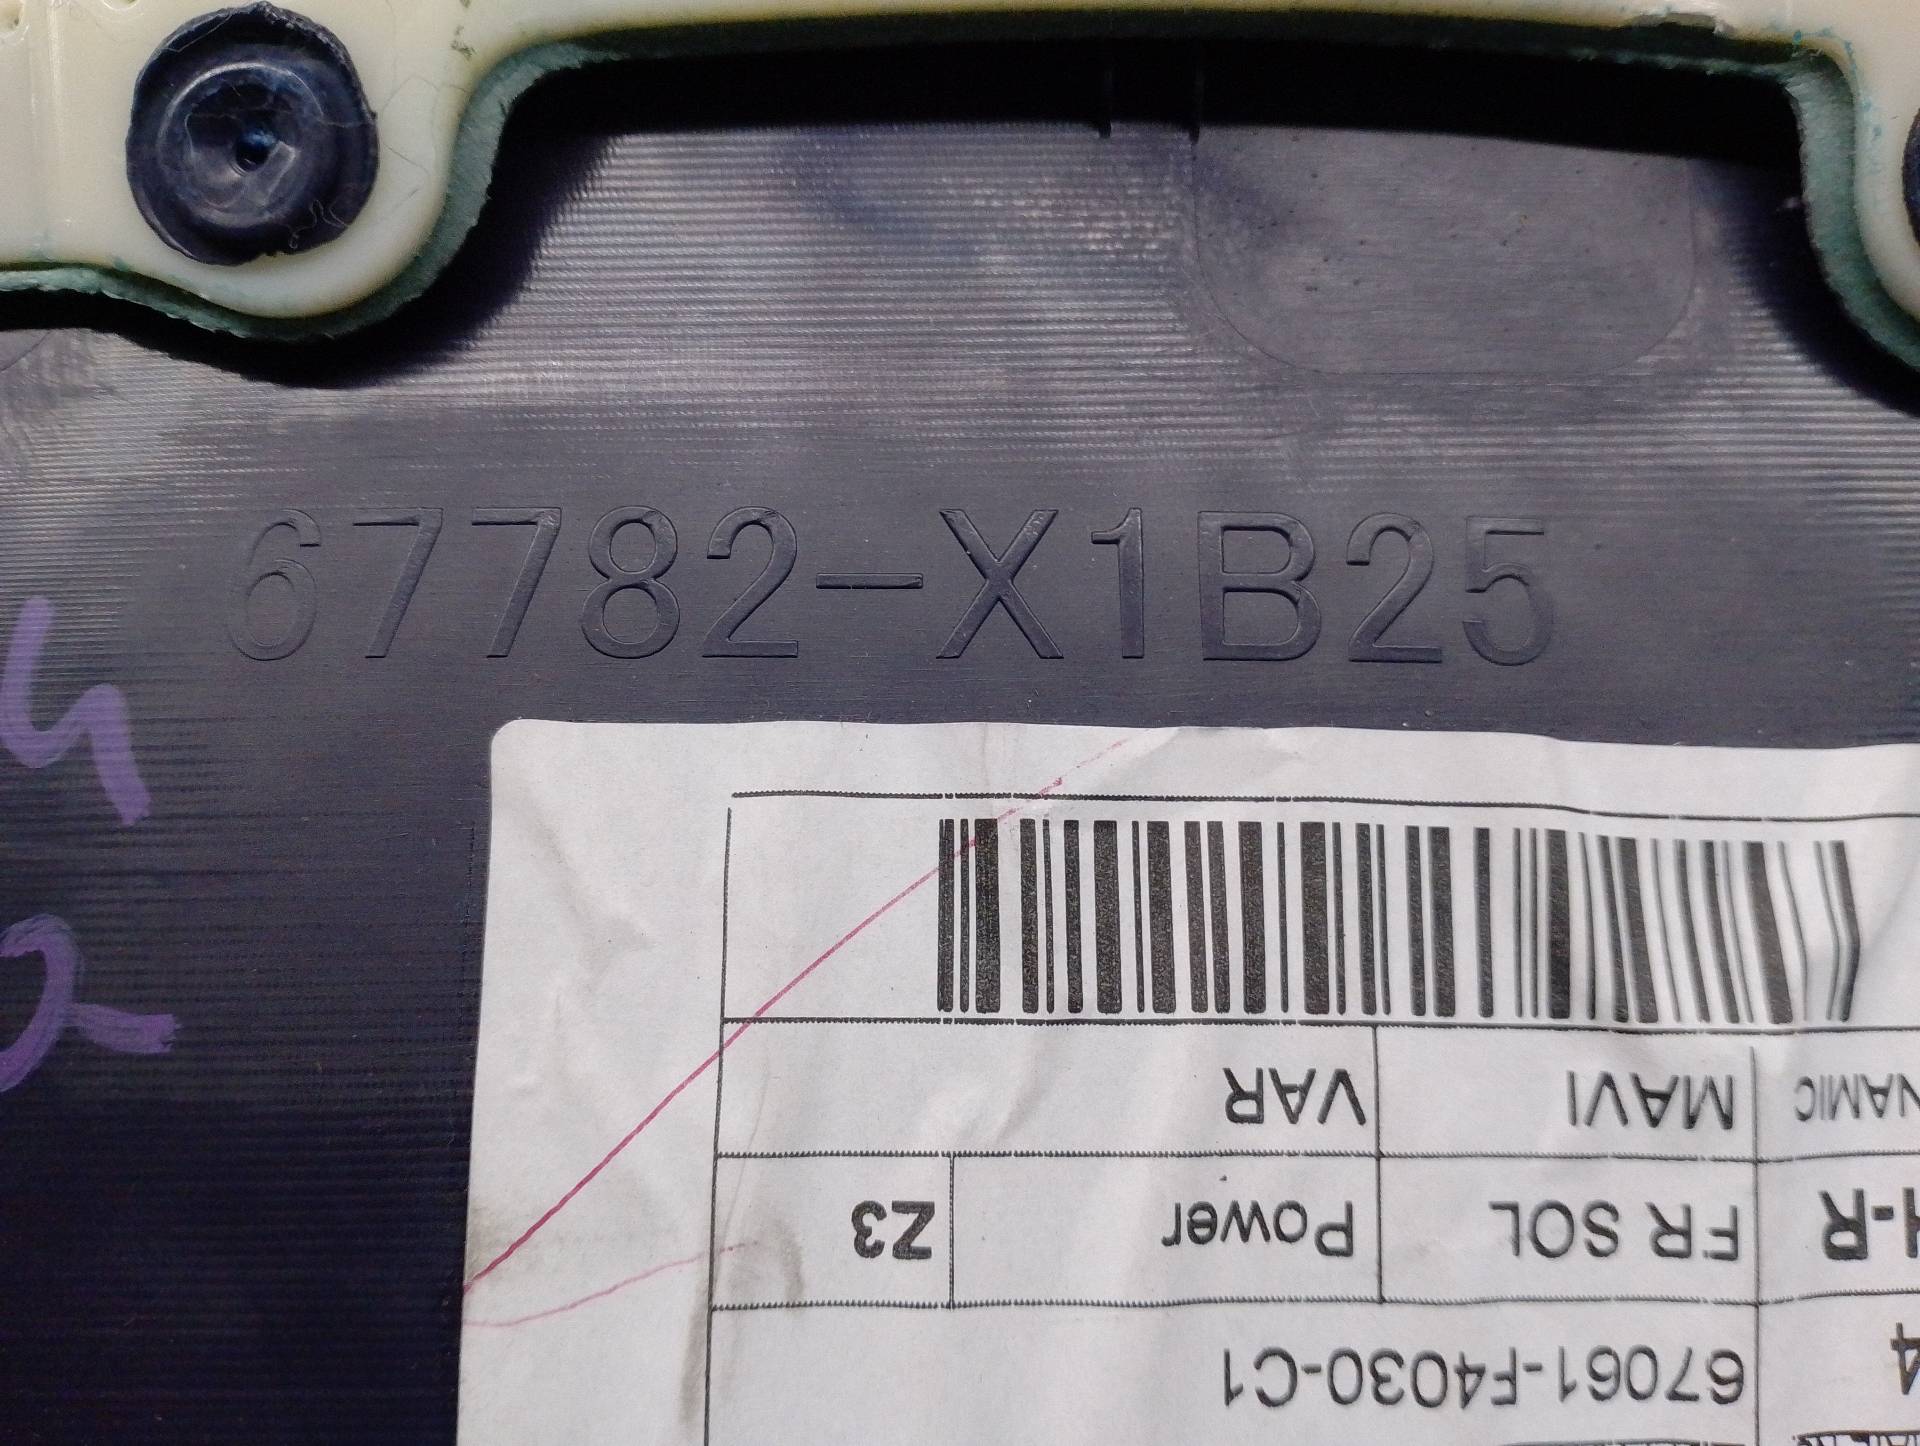 67782-X1B25
67061-F4030-C1
FR SOL Power Z3
NAMIC MAVI VAR